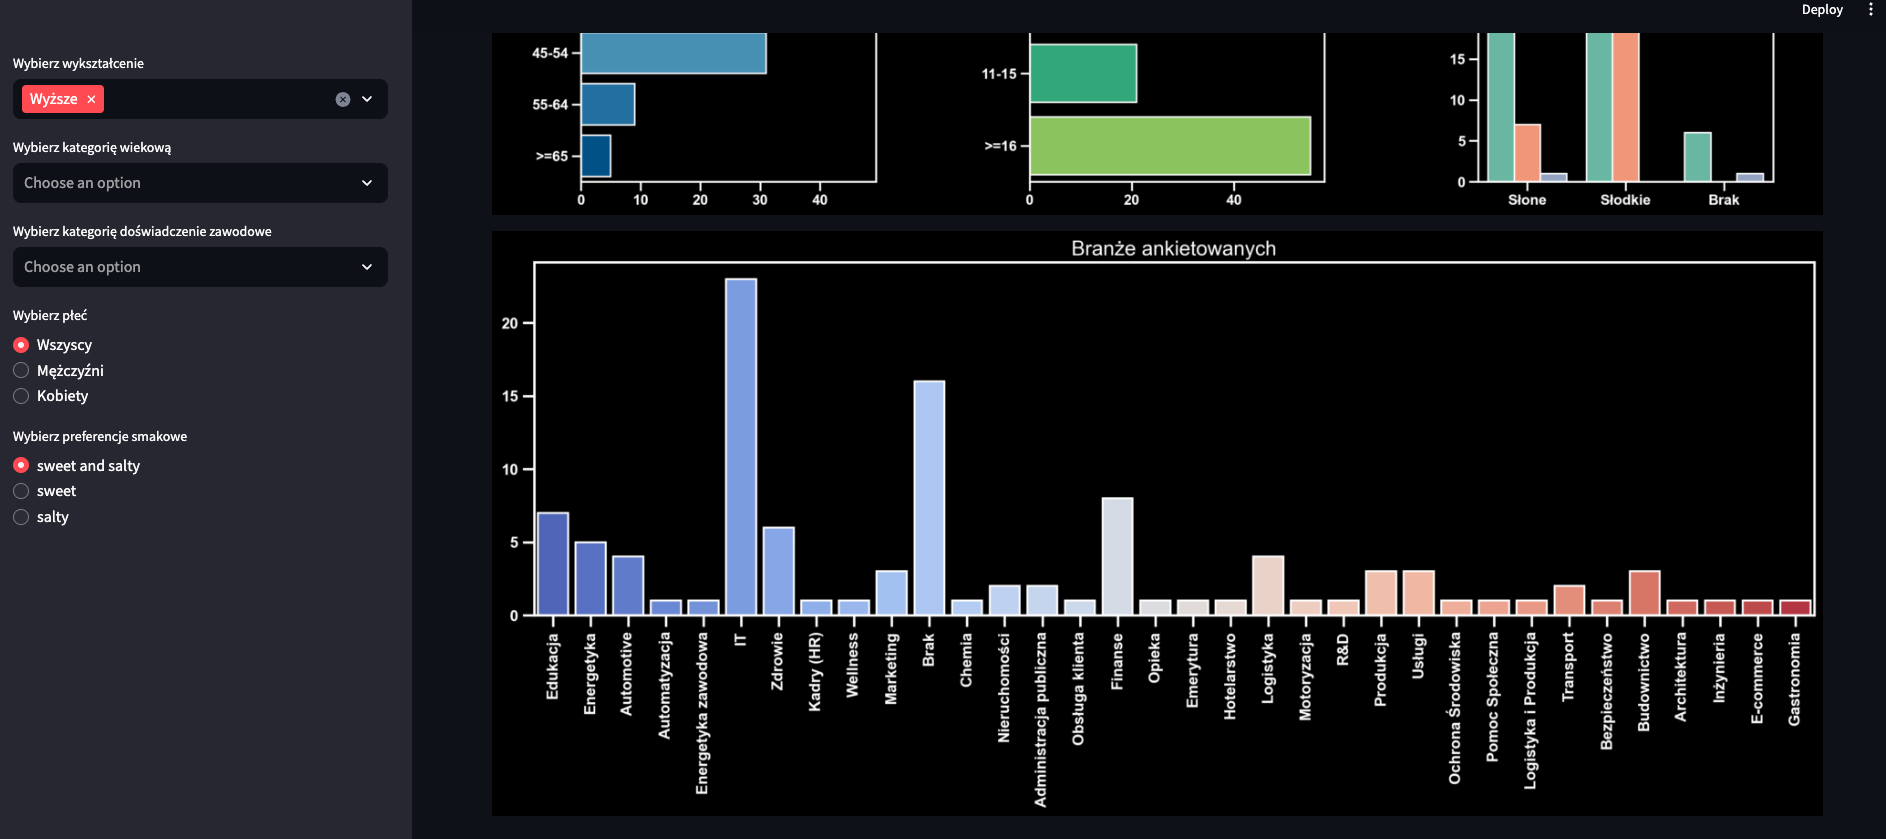 Deploy
Wybierz wykształcenie
Wyższe
Wybierz kategorię wiekową
Choose an option
Wybierz kategorię doświadczenie zawodowe
Choose an option
Wybierz płeć
Wszyscy
Mężczyźni
Kobiety
Wybierz preferencje smakowe
sweet and salty
sweet
salty
45-54
55-64
>=65
0 10 20 30 40
11-15
>=16
0 20 40
15
10
5
0
Słone Słodkie Brak
Branże ankietowanych
20
15
10
5
0
Edukacja
Energetyka
Automotive
Automatyzacja
Energetyka zawodowa
IT
Zdrowie
Kadry (HR)
Wellness
Marketing
Brak
Chemia
Nieruchomości
Administracja publiczna
Obsługa klienta
Finanse
Opieka
Emerytura
Hotelarstwo
Logistyka
Motoryzacja
R&D
Produkcja
Usługi
Ochrona Środowiska
Pomoc Społeczna
Logistyka i Produkcja
Transport
Bezpieczeństwo
Budownictwo
Architektura
Inżynieria
E-commerce
Gastronomia